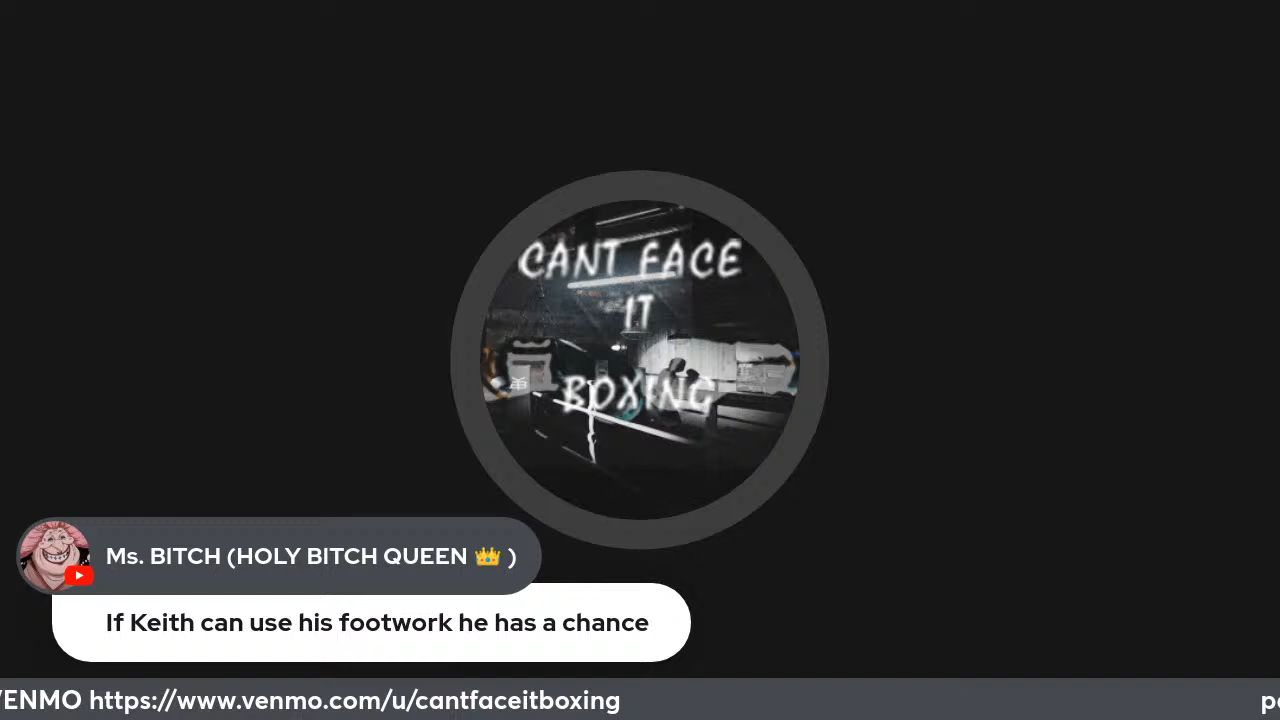 CANT FACE
IT
BOXING
Ms. BITCH (HOLY BITCH QUEEN 👑 )
If Keith can use his footwork he has a chance
VENMO https://www.venmo.com/u/cantfaceitboxing